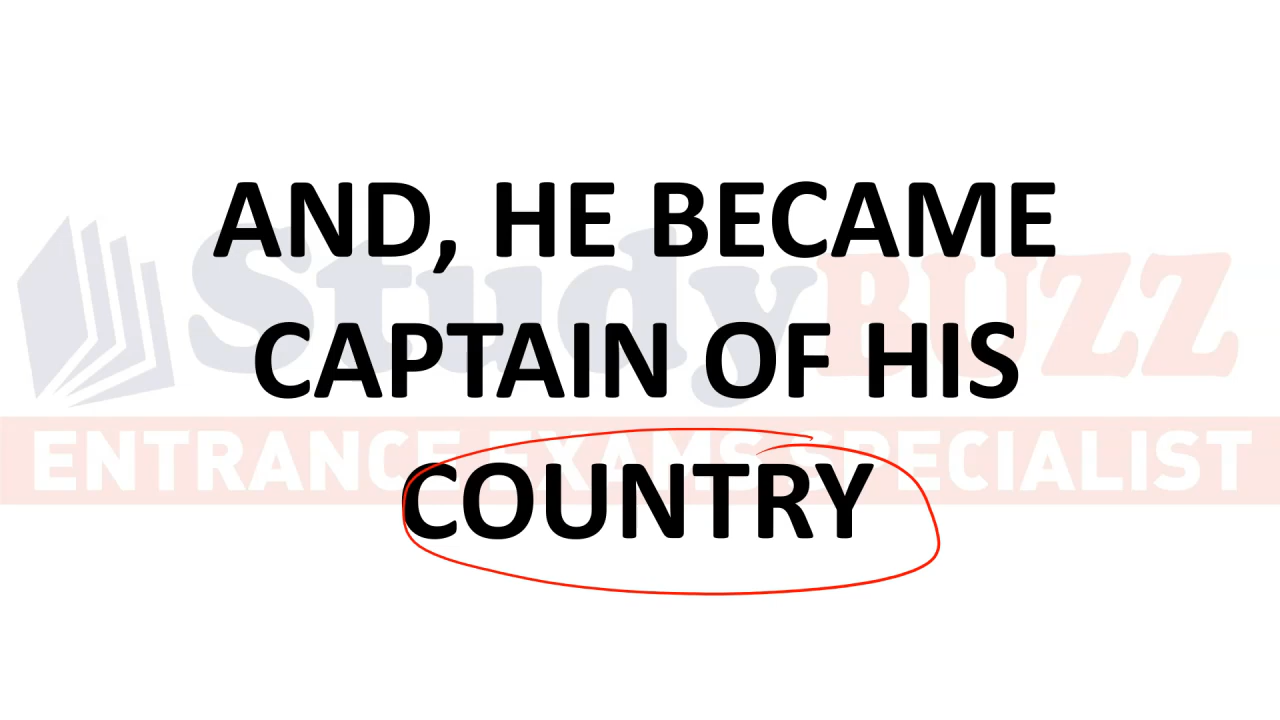 AND, HE BECAME
StudyBUZZ
CAPTAIN OF HIS
ENTRANCE EXAMS SPECIALIST
COUNTRY